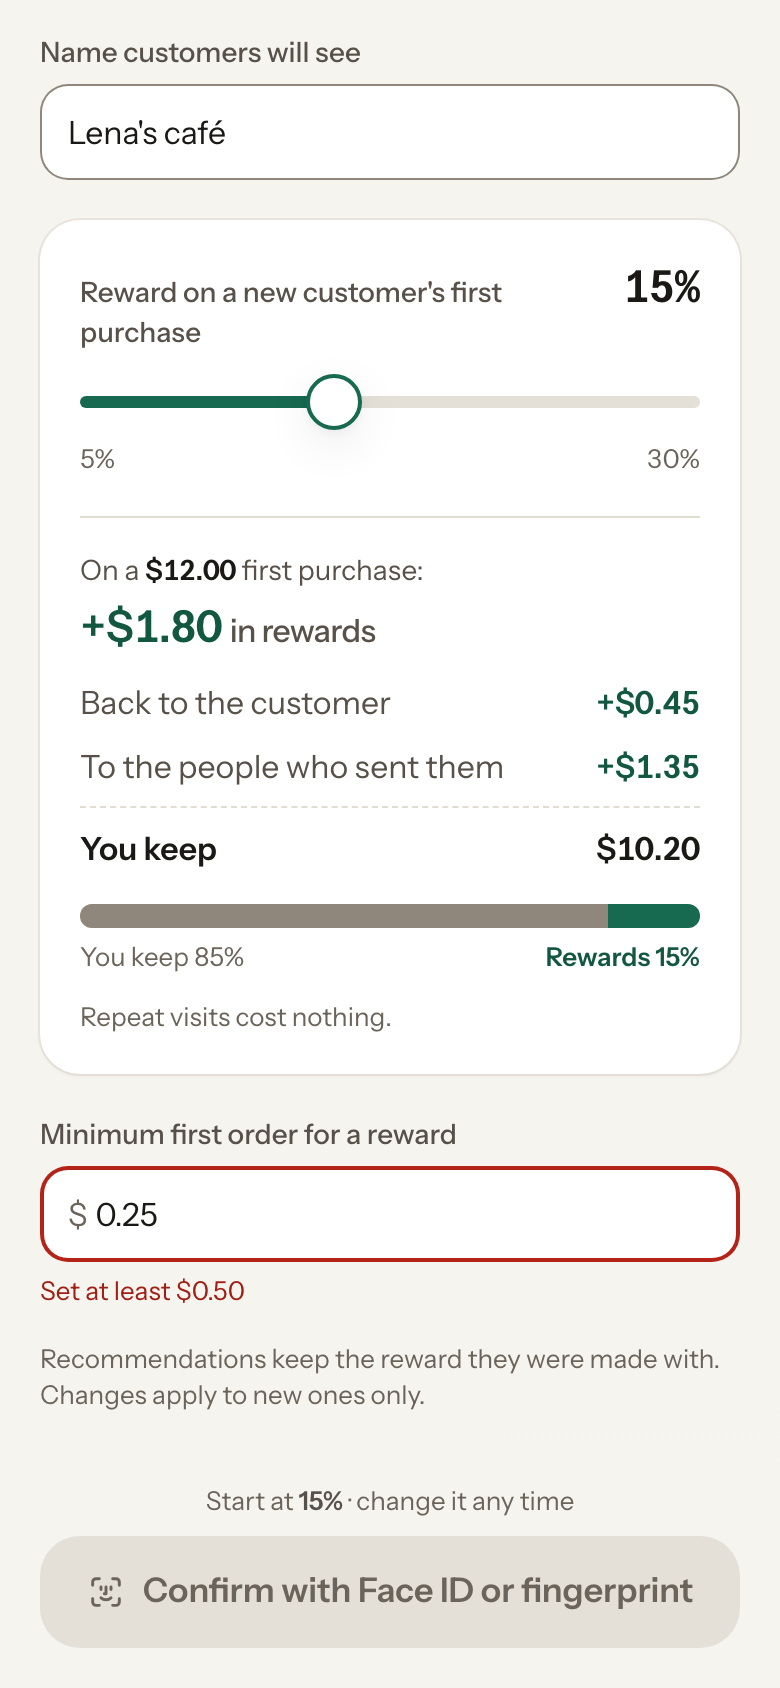 Name customers will see
Lena's café
Reward on a new customer's first
purchase
15%
5%
30%
On a $12.00 first purchase:
+$1.80 in rewards
Back to the customer
+$0.45
To the people who sent them
+$1.35
You keep
$10.20
You keep 85%
Rewards 15%
Repeat visits cost nothing.
Minimum first order for a reward
$ 0.25
Set at least $0.50
Recommendations keep the reward they were made with.
Changes apply to new ones only.
Start at 15% · change it any time
Confirm with Face ID or fingerprint